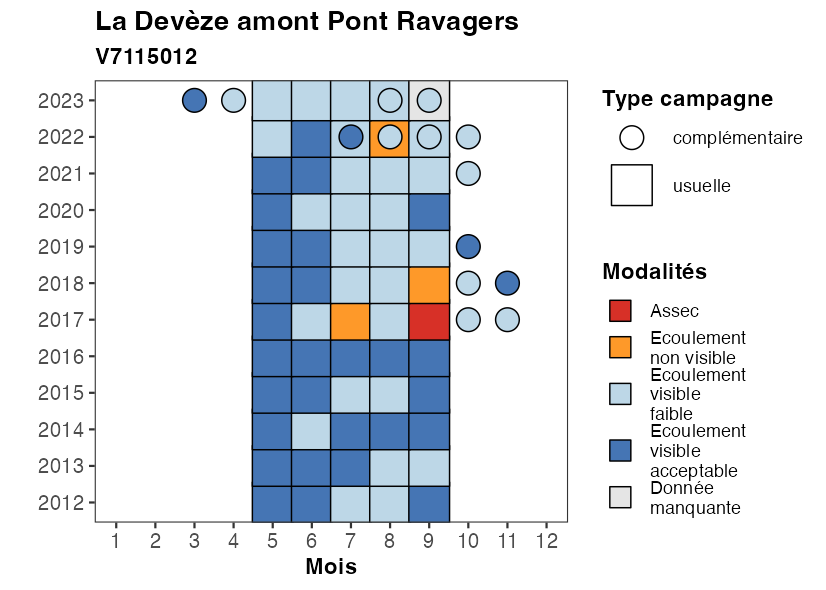 La Devèze amont Pont Ravagers
V7115012
2023
2022
2021
2020
2019
2018
2017
2016
2015
2014
2013
2012
1 2 3 4 5 6 7 8 9 10 11 12
Mois
Type campagne
complémentaire
usuelle
Modalités
Assec
Ecoulement
non visible
Ecoulement
visible
faible
Ecoulement
visible
acceptable
Donnée
manquante